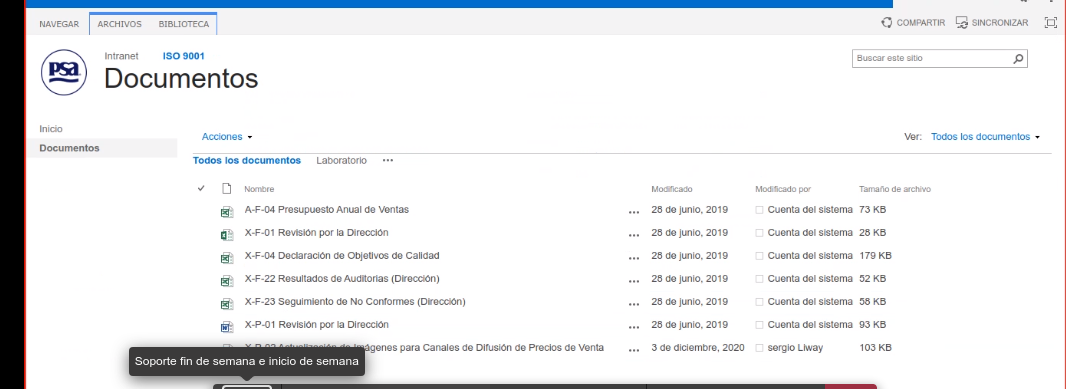 NAVEGAR ARCHIVOS BIBLIOTECA COMPARTIR SINCRONIZAR
psa
Intranet ISO 9001
Documentos
Buscar este sitio
Inicio
Documentos
Acciones Ver: Todos los documentos
Todos los documentos Laboratorio ...
Nombre Modificado Modificado por Tamaño de archivo
A-F-04 Presupuesto Anual de Ventas ... 28 de junio, 2019 Cuenta del sistema 73 KB
X-F-01 Revisión por la Dirección ... 28 de junio, 2019 Cuenta del sistema 28 KB
X-F-04 Declaración de Objetivos de Calidad ... 28 de junio, 2019 Cuenta del sistema 179 KB
X-F-22 Resultados de Auditorias (Dirección) ... 28 de junio, 2019 Cuenta del sistema 52 KB
X-F-23 Seguimiento de No Conformes (Dirección) ... 28 de junio, 2019 Cuenta del sistema 58 KB
X-P-01 Revisión por la Dirección ... 28 de junio, 2019 Cuenta del sistema 93 KB
X-P-02 Actualización de Imágenes para Canales de Difusión de Precios de Venta ... 3 de diciembre, 2020 sergio Liway 103 KB
Soporte fin de semana e inicio de semana